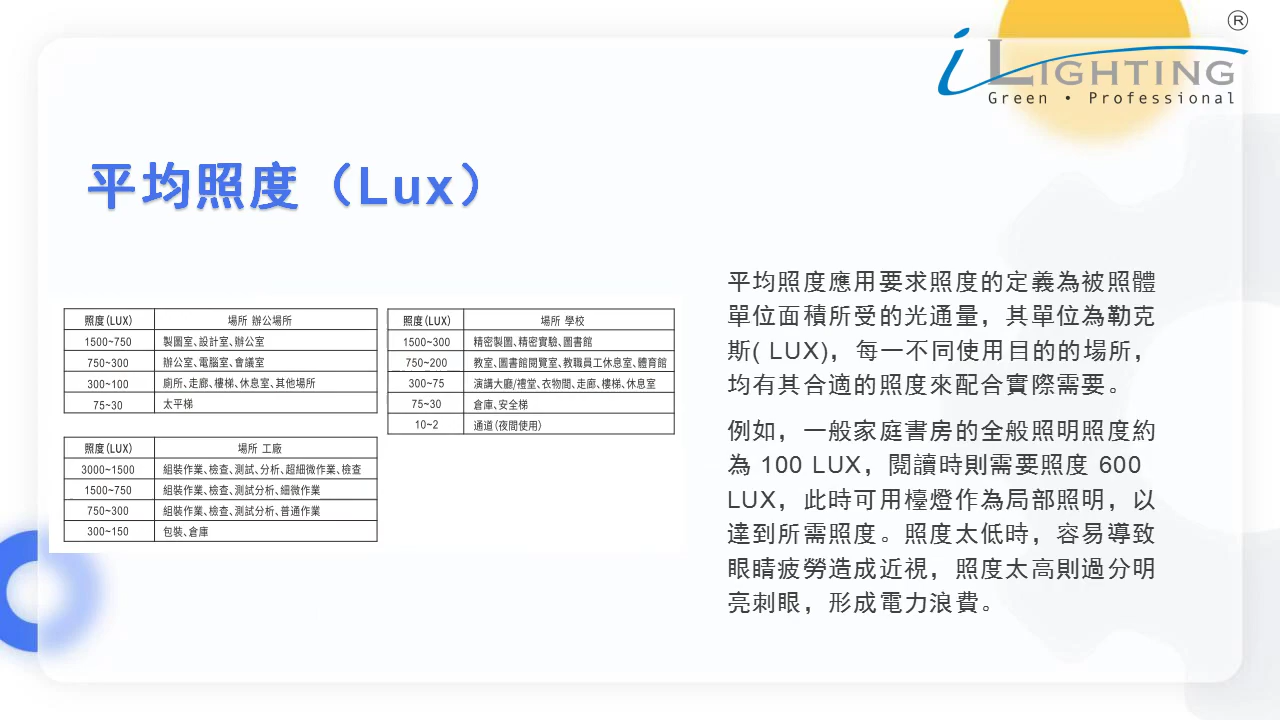 ®
i LIGHTING
Green • Professional
平均照度（Lux）
照度(LUX) 場所 辦公場所
1500~750 製圖室、設計室、辦公室
750~300 辦公室、電腦室、會議室
300~100 廁所、走廊、樓梯、休息室、其他場所
75~30 太平梯
照度(LUX) 場所 學校
1500~300 精密製圖、精密實驗、圖書館
750~200 教室、圖書館閱覽室、教職員工休息室、體育館
300~75 演講大廳/禮堂、衣物間、走廊、樓梯、休息室
75~30 倉庫、安全梯
10~2 通道(夜間使用)
照度(LUX) 場所 工廠
3000~1500 組裝作業、檢查、測試、分析、超細微作業、檢查
1500~750 組裝作業、檢查、測試分析、細微作業
750~300 組裝作業、檢查、測試分析、普通作業
300~150 包裝、倉庫
平均照度應用要求照度的定義為被照體
單位面積所受的光通量，其單位為勒克
斯( LUX)，每一不同使用目的的場所，
均有其合適的照度來配合實際需要。
例如，一般家庭書房的全般照明照度約
為 100 LUX，閱讀時則需要照度 600
LUX，此時可用檯燈作為局部照明，以
達到所需照度。照度太低時，容易導致
眼睛疲勞造成近視，照度太高則過分明
亮刺眼，形成電力浪費。